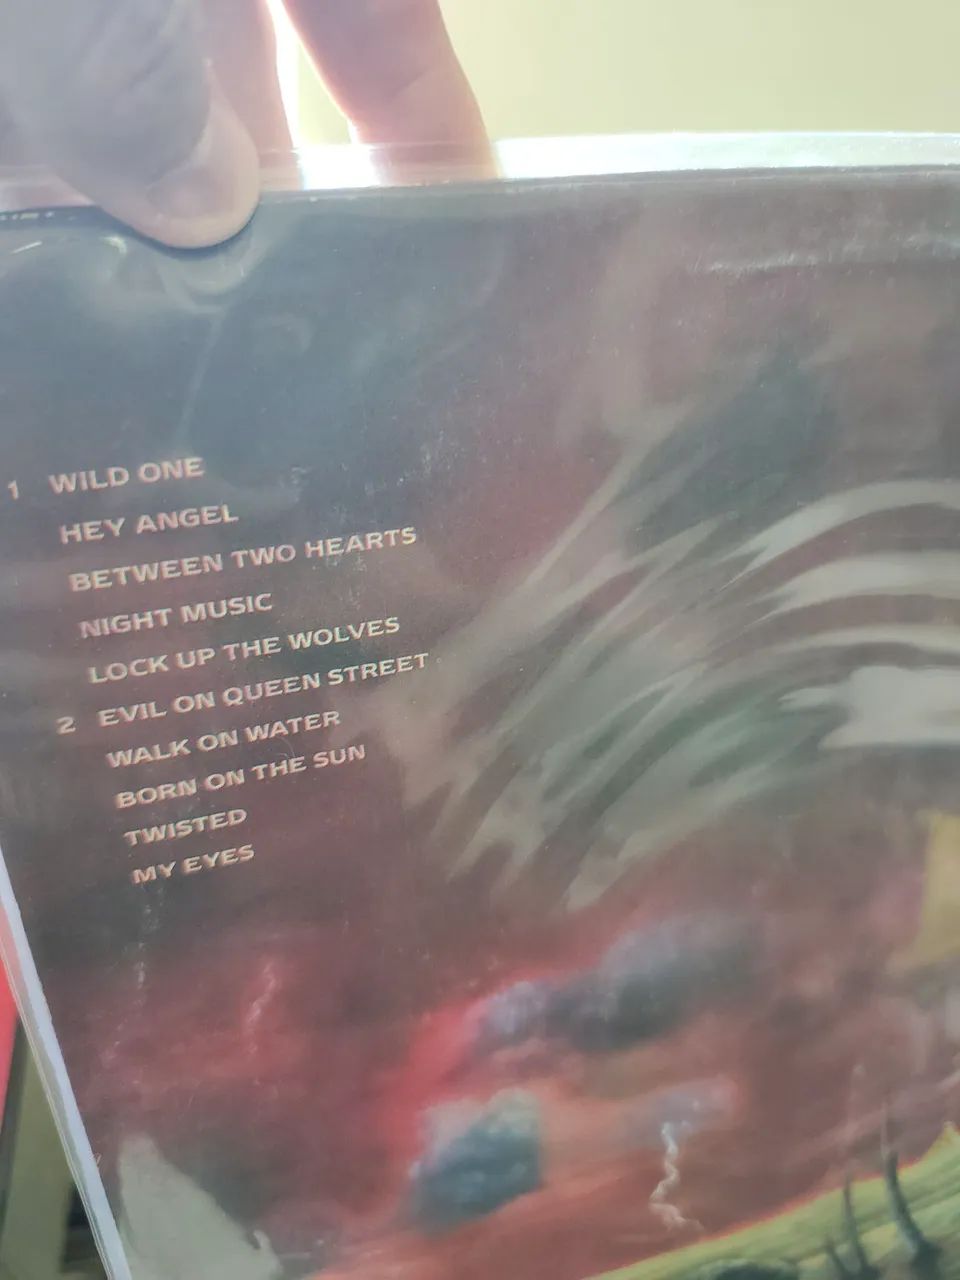 1 WILD ONE
HEY ANGEL
BETWEEN TWO HEARTS
NIGHT MUSIC
LOCK UP THE WOLVES
2 EVIL ON QUEEN STREET
WALK ON WATER
BORN ON THE SUN
TWISTED
MY EYES